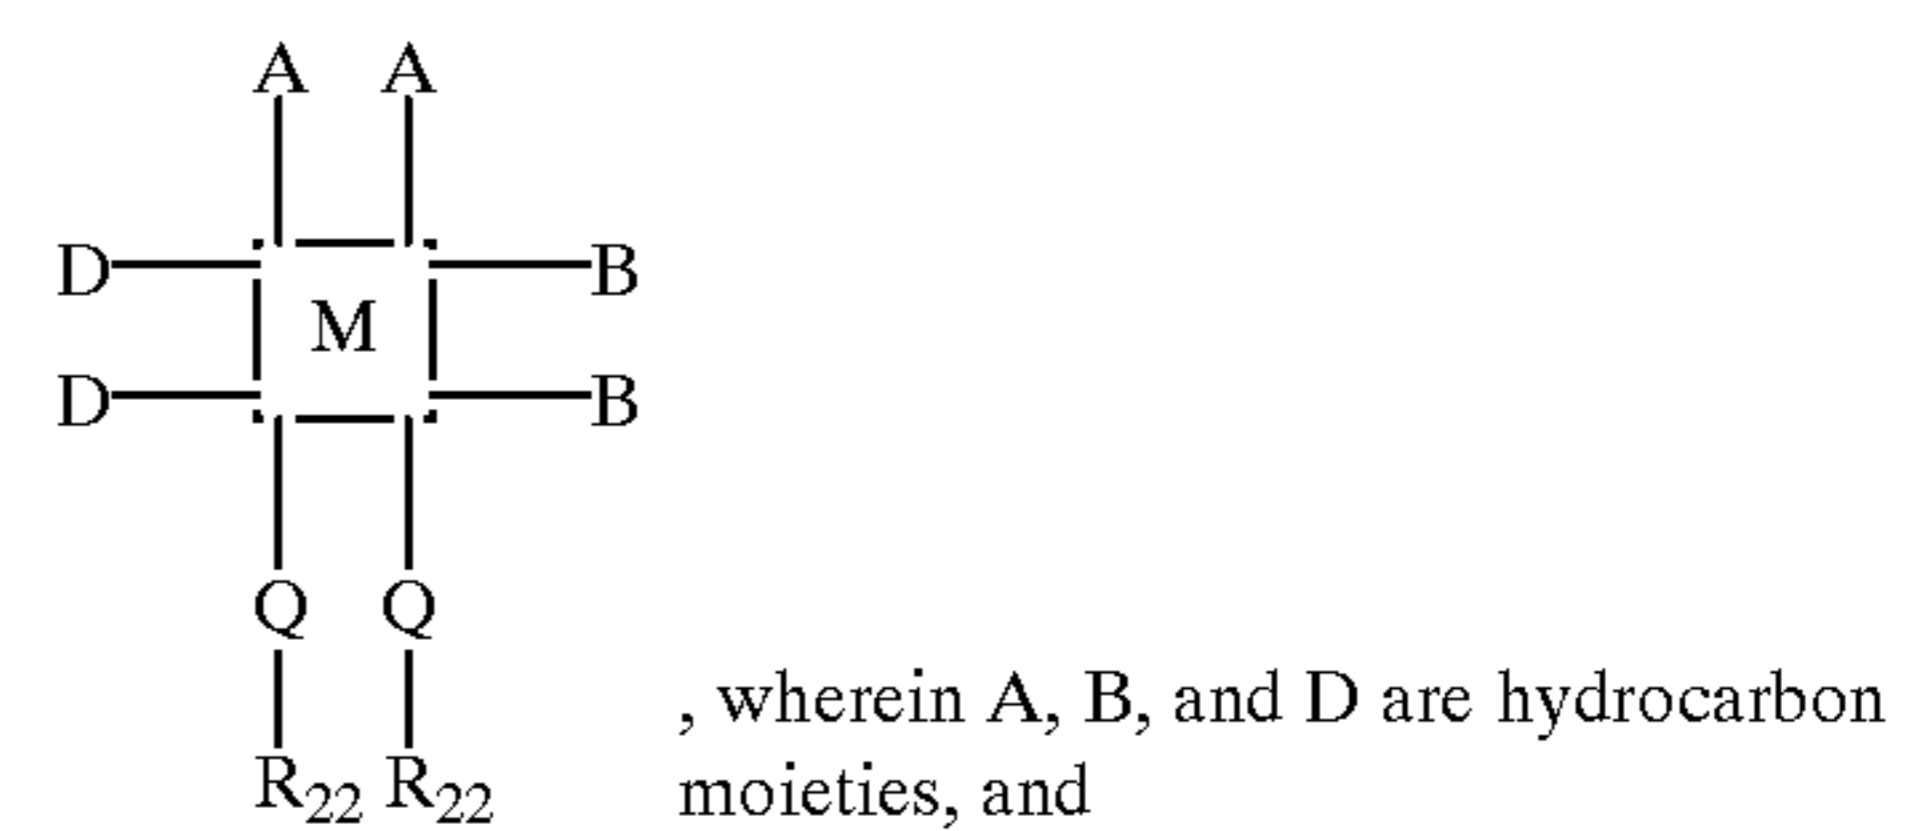 A A
D B
M
D B
Q Q
R22 R22
, wherein A, B, and D are hydrocarbon
moieties, and